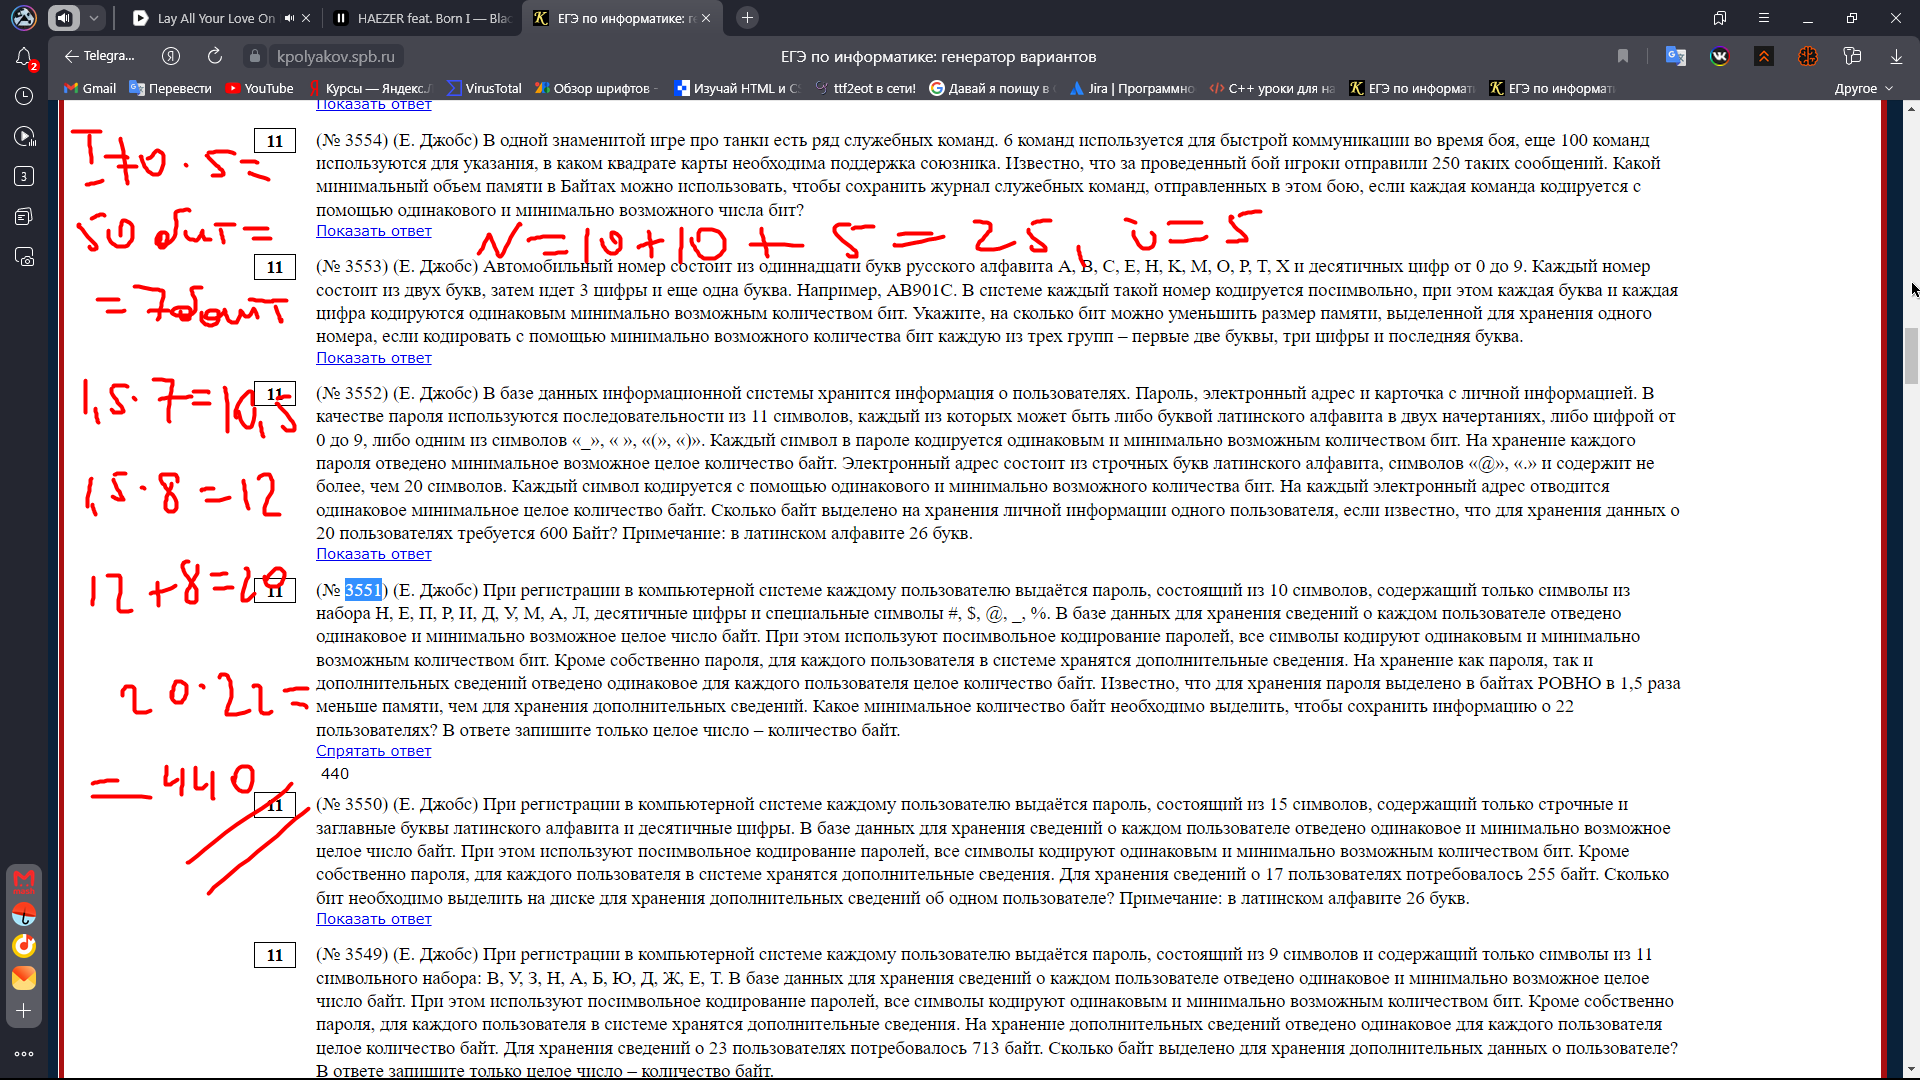 Lay All Your Love On
HAEZER feat. Born I — Blac
ЕГЭ по информатике: ге
2
Telegra...
kpolyakov.spb.ru
ЕГЭ по информатике: генератор вариантов
Gmail
Перевести
YouTube
Курсы — Яндекс.
VirusTotal
Обзор шрифтов -
Изучай HTML и C
ttf2eot в сети!
Давай я поищу в
Jira | Программно
C++ уроки для на
ЕГЭ по информат
ЕГЭ по информат
Другое
3
Показать ответ
11
(№ 3554) (Е. Джобс) В одной знаменитой игре про танки есть ряд служебных команд. 6 команд используется для быстрой коммуникации во время боя, еще 100 команд
используются для указания, в каком квадрате карты необходима поддержка союзника. Известно, что за проведенный бой игроки отправили 250 таких сообщений. Какой
минимальный объем памяти в Байтах можно использовать, чтобы сохранить журнал служебных команд, отправленных в этом бою, если каждая команда кодируется с
помощью одинакового и минимально возможного числа бит?
Показать ответ
N=10+10+5=25, i=5
11
(№ 3553) (Е. Джобс) Автомобильный номер состоит из одиннадцати букв русского алфавита A, B, C, E, H, K, M, O, P, T, X и десятичных цифр от 0 до 9. Каждый номер
состоит из двух букв, затем идет 3 цифры и еще одна буква. Например, АВ901С. В системе каждый такой номер кодируется посимвольно, при этом каждая буква и каждая
цифра кодируются одинаковым минимально возможным количеством бит. Укажите, на сколько бит можно уменьшить размер памяти, выделенной для хранения одного
номера, если кодировать с помощью минимально возможного количества бит каждую из трех групп – первые две буквы, три цифры и последняя буква.
Показать ответ
11
(№ 3552) (Е. Джобс) В базе данных информационной системы хранится информация о пользователях. Пароль, электронный адрес и карточка с личной информацией. В
качестве пароля используются последовательности из 11 символов, каждый из которых может быть либо буквой латинского алфавита в двух начертаниях, либо цифрой от
0 до 9, либо одним из символов «_», « », «(», «)». Каждый символ в пароле кодируется одинаковым и минимально возможным количеством бит. На хранение каждого
пароля отведено минимальное возможное целое количество байт. Электронный адрес состоит из строчных букв латинского алфавита, символов «@», «.» и содержит не
более, чем 20 символов. Каждый символ кодируется с помощью одинакового и минимально возможного количества бит. На каждый электронный адрес отводится
одинаковое минимальное целое количество байт. Сколько байт выделено на хранения личной информации одного пользователя, если известно, что для хранения данных о
20 пользователях требуется 600 Байт? Примечание: в латинском алфавите 26 букв.
Показать ответ
11
(№ 3551) (Е. Джобс) При регистрации в компьютерной системе каждому пользователю выдаётся пароль, состоящий из 10 символов, содержащий только символы из
набора Н, Е, П, Р, И, Д, У, М, А, Л, десятичные цифры и специальные символы #, $, @, _, %. В базе данных для хранения сведений о каждом пользователе отведено
одинаковое и минимально возможное целое число байт. При этом используют посимвольное кодирование паролей, все символы кодируют одинаковым и минимально
возможным количеством бит. Кроме собственно пароля, для каждого пользователя в системе хранятся дополнительные сведения. На хранение как пароля, так и
дополнительных сведений отведено одинаковое для каждого пользователя целое количество байт. Известно, что для хранения пароля выделено в байтах РОВНО в 1,5 раза
меньше памяти, чем для хранения дополнительных сведений. Какое минимальное количество байт необходимо выделить, чтобы сохранить информацию о 22
пользователях? В ответе запишите только целое число – количество байт.
Спрятать ответ
440
11
(№ 3550) (Е. Джобс) При регистрации в компьютерной системе каждому пользователю выдаётся пароль, состоящий из 15 символов, содержащий только строчные и
заглавные буквы латинского алфавита и десятичные цифры. В базе данных для хранения сведений о каждом пользователе отведено одинаковое и минимально возможное
целое число байт. При этом используют посимвольное кодирование паролей, все символы кодируют одинаковым и минимально возможным количеством бит. Кроме
собственно пароля, для каждого пользователя в системе хранятся дополнительные сведения. Для хранения сведений о 17 пользователях потребовалось 255 байт. Сколько
бит необходимо выделить на диске для хранения дополнительных сведений об одном пользователе? Примечание: в латинском алфавите 26 букв.
Показать ответ
11
(№ 3549) (Е. Джобс) При регистрации в компьютерной системе каждому пользователю выдаётся пароль, состоящий из 9 символов и содержащий только символы из 11
символьного набора: В, У, З, Н, А, Б, Ю, Д, Ж, Е, Т. В базе данных для хранения сведений о каждом пользователе отведено одинаковое и минимально возможное целое
число байт. При этом используют посимвольное кодирование паролей, все символы кодируют одинаковым и минимально возможным количеством бит. Кроме собственно
пароля, для каждого пользователя в системе хранятся дополнительные сведения. На хранение дополнительных сведений отведено одинаковое для каждого пользователя
целое количество байт. Для хранения сведений о 23 пользователях потребовалось 713 байт. Сколько байт выделено для хранения дополнительных данных о пользователе?
В ответе запишите только целое число – количество байт.
50 бит =
= 7байт
1,5·7=10,5
1,5·8=12
12+8=20
20·22=
=440